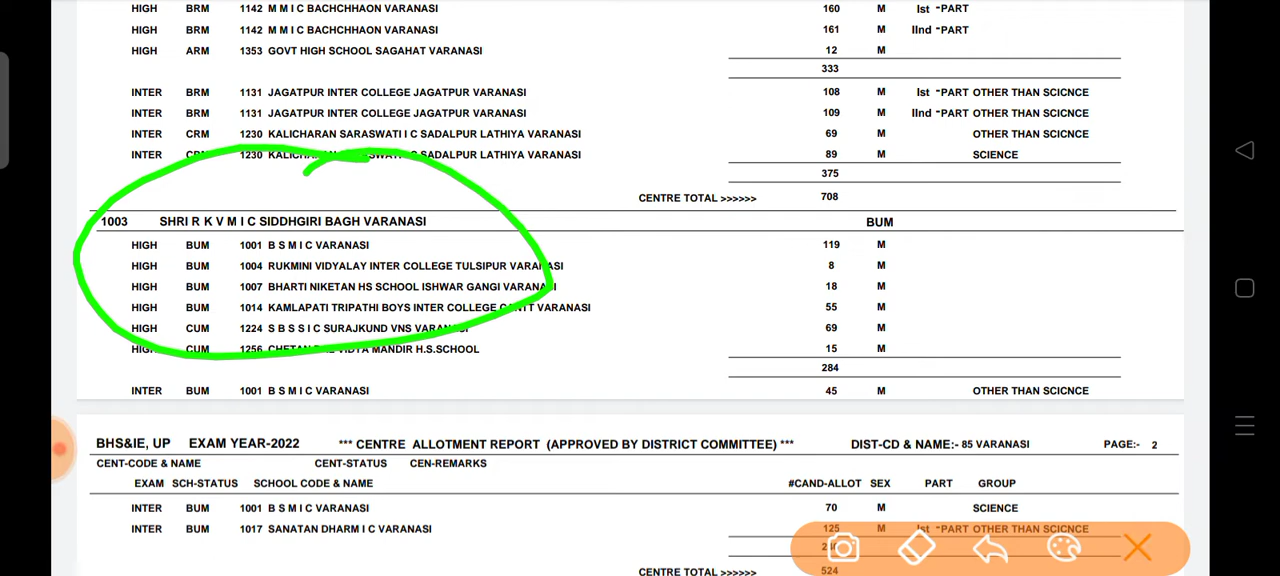 HIGH BRM 1142 M M I C BACHCHHAON VARANASI 160 M Ist -PART
HIGH BRM 1142 M M I C BACHCHHAON VARANASI 161 M IInd -PART
HIGH ARM 1353 GOVT HIGH SCHOOL SAGAHAT VARANASI 12 M
333
INTER BRM 1131 JAGATPUR INTER COLLEGE JAGATPUR VARANASI 108 M Ist -PART OTHER THAN SCICNCE
INTER BRM 1131 JAGATPUR INTER COLLEGE JAGATPUR VARANASI 109 M IInd -PART OTHER THAN SCICNCE
INTER CRM 1230 KALICHARAN SARASWATI I C SADALPUR LATHIYA VARANASI 69 M OTHER THAN SCICNCE
INTER CRM 1230 KALICHARAN SARASWATI I C SADALPUR LATHIYA VARANASI 89 M SCIENCE
375
CENTRE TOTAL >>>>>> 708
1003 SHRI R K V M I C SIDDHGIRI BAGH VARANASI BUM
HIGH BUM 1001 B S M I C VARANASI 119 M
HIGH BUM 1004 RUKMINI VIDYALAY INTER COLLEGE TULSIPUR VARANASI 8 M
HIGH BUM 1007 BHARTI NIKETAN HS SCHOOL ISHWAR GANGI VARANASI 18 M
HIGH BUM 1014 KAMLAPATI TRIPATHI BOYS INTER COLLEGE CANTT VARANASI 55 M
HIGH CUM 1224 S B S S I C SURAJKUND VNS VARANASI 69 M
HIGH CUM 1256 CHETAN VIDYA MANDIR H.S.SCHOOL 15 M
284
INTER BUM 1001 B S M I C VARANASI 45 M OTHER THAN SCICNCE
BHS&IE, UP EXAM YEAR-2022 *** CENTRE ALLOTMENT REPORT (APPROVED BY DISTRICT COMMITTEE) *** DIST-CD & NAME:- 85 VARANASI PAGE:- 2
CENT-CODE & NAME CENT-STATUS CEN-REMARKS
EXAM SCH-STATUS SCHOOL CODE & NAME #CAND-ALLOT SEX PART GROUP
INTER BUM 1001 B S M I C VARANASI 70 M SCIENCE
INTER BUM 1017 SANATAN DHARM I C VARANASI 125 M Ist -PART OTHER THAN SCICNCE
240
CENTRE TOTAL >>>>>> 524